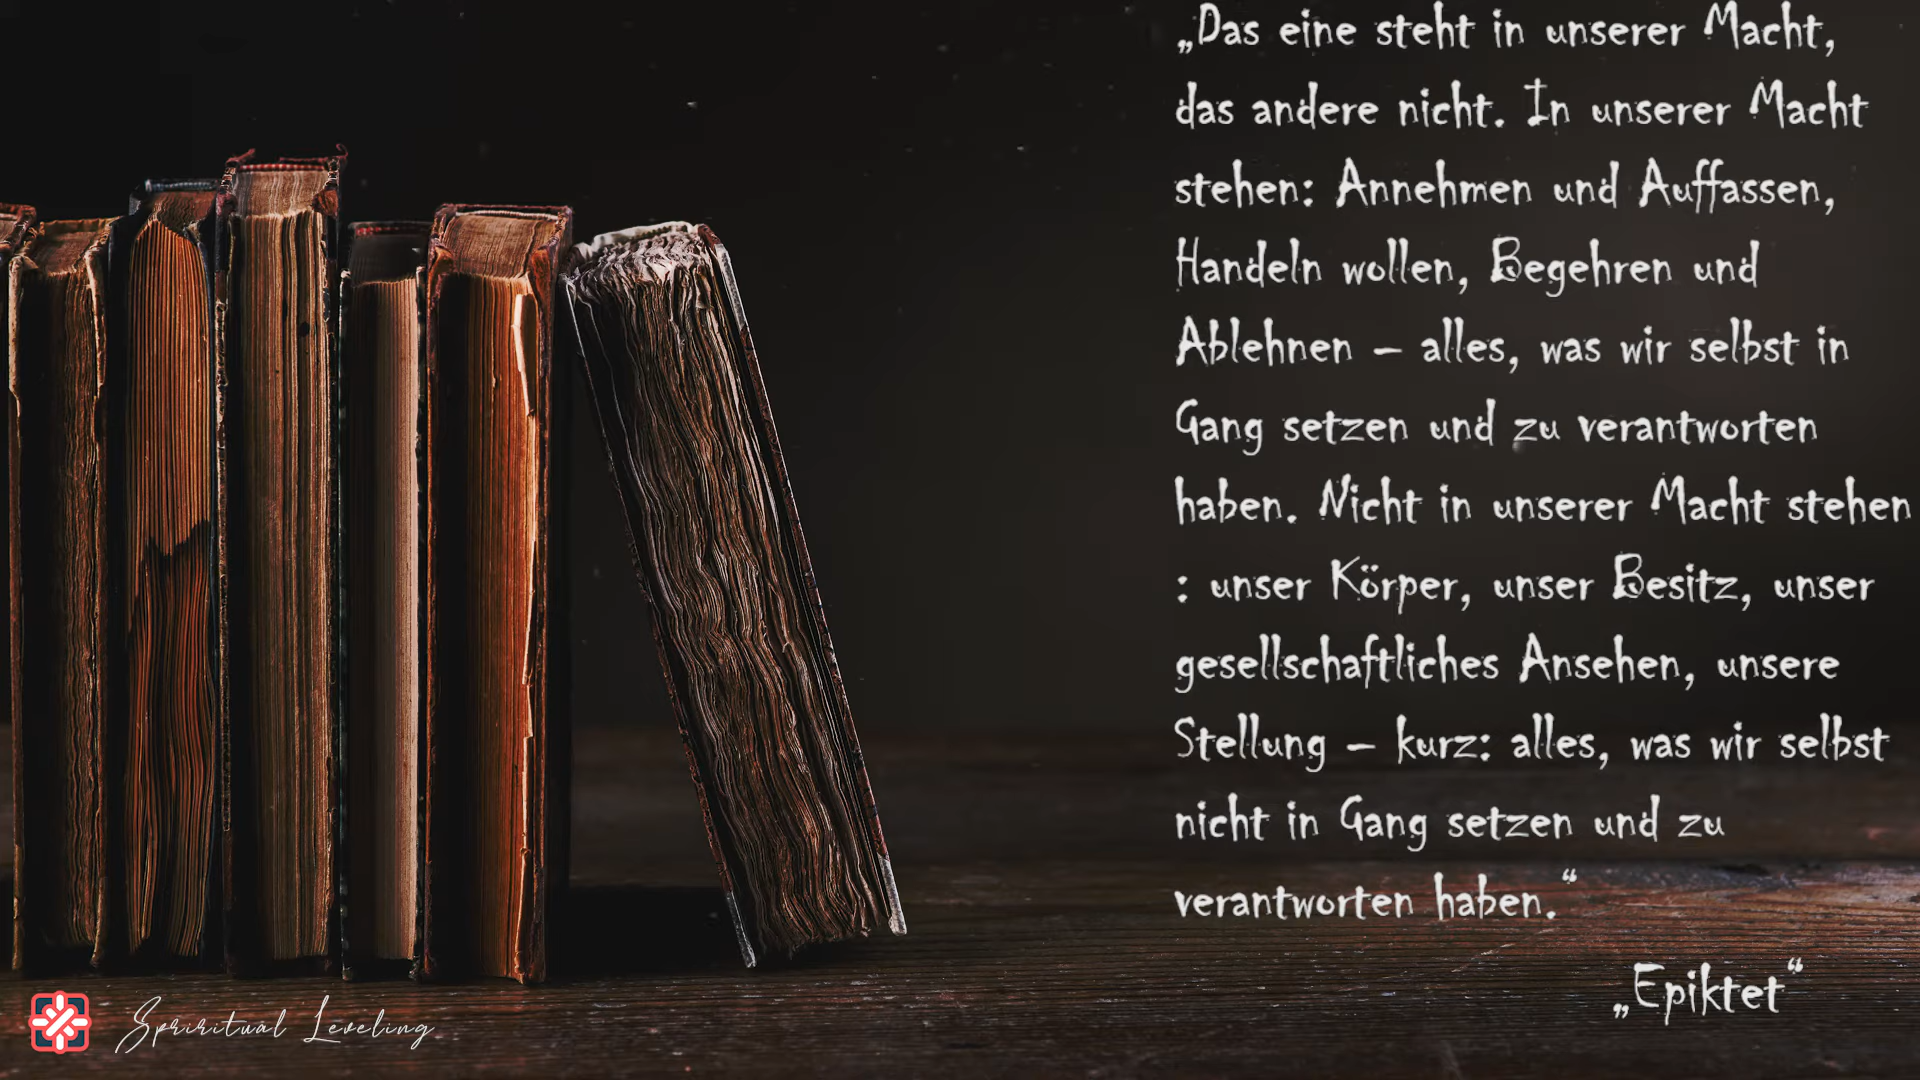 „Das eine steht in unserer Macht,
das andere nicht. In unserer Macht
stehen: Annehmen und Auffassen,
Handeln wollen, Begehren und
Ablehnen – alles, was wir selbst in
Gang setzen und zu verantworten
haben. Nicht in unserer Macht stehen
: unser Körper, unser Besitz, unser
gesellschaftliches Ansehen, unsere
Stellung – kurz: alles, was wir selbst
nicht in Gang setzen und zu
verantworten haben.“
„Epiktet“
Spriritual Leveling